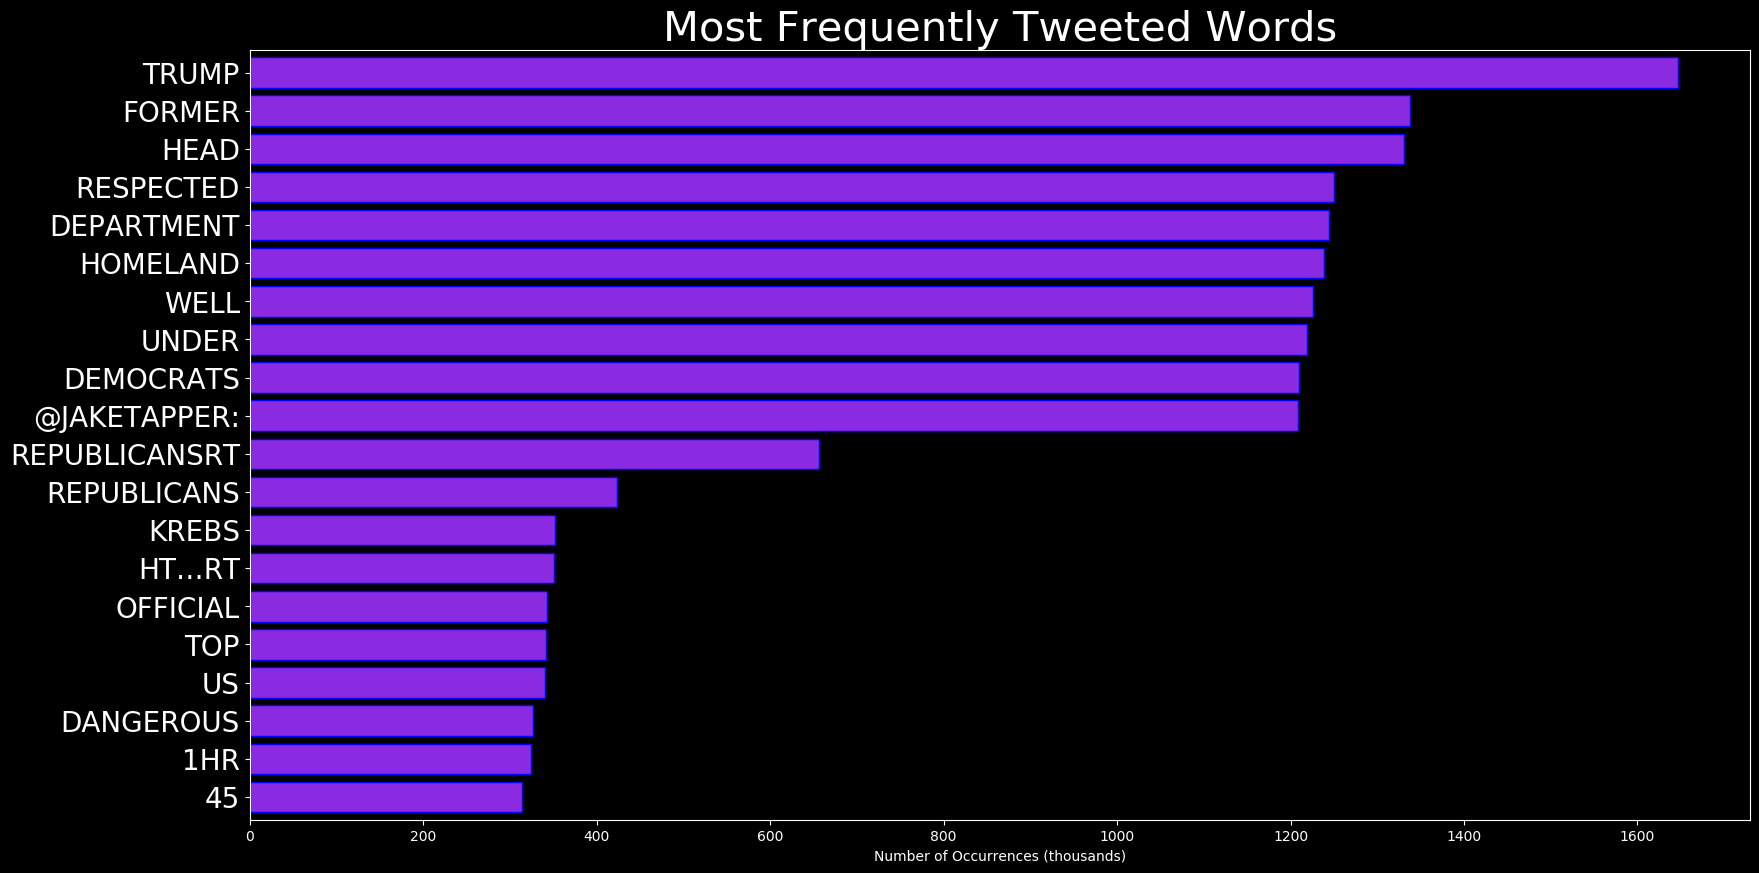 Most Frequently Tweeted Words
TRUMP
FORMER
HEAD
RESPECTED
DEPARTMENT
HOMELAND
WELL
UNDER
DEMOCRATS
@JAKETAPPER:
REPUBLICANSRT
REPUBLICANS
KREBS
HT…RT
OFFICIAL
TOP
US
DANGEROUS
1HR
45
0 200 400 600 800 1000 1200 1400 1600
Number of Occurrences (thousands)